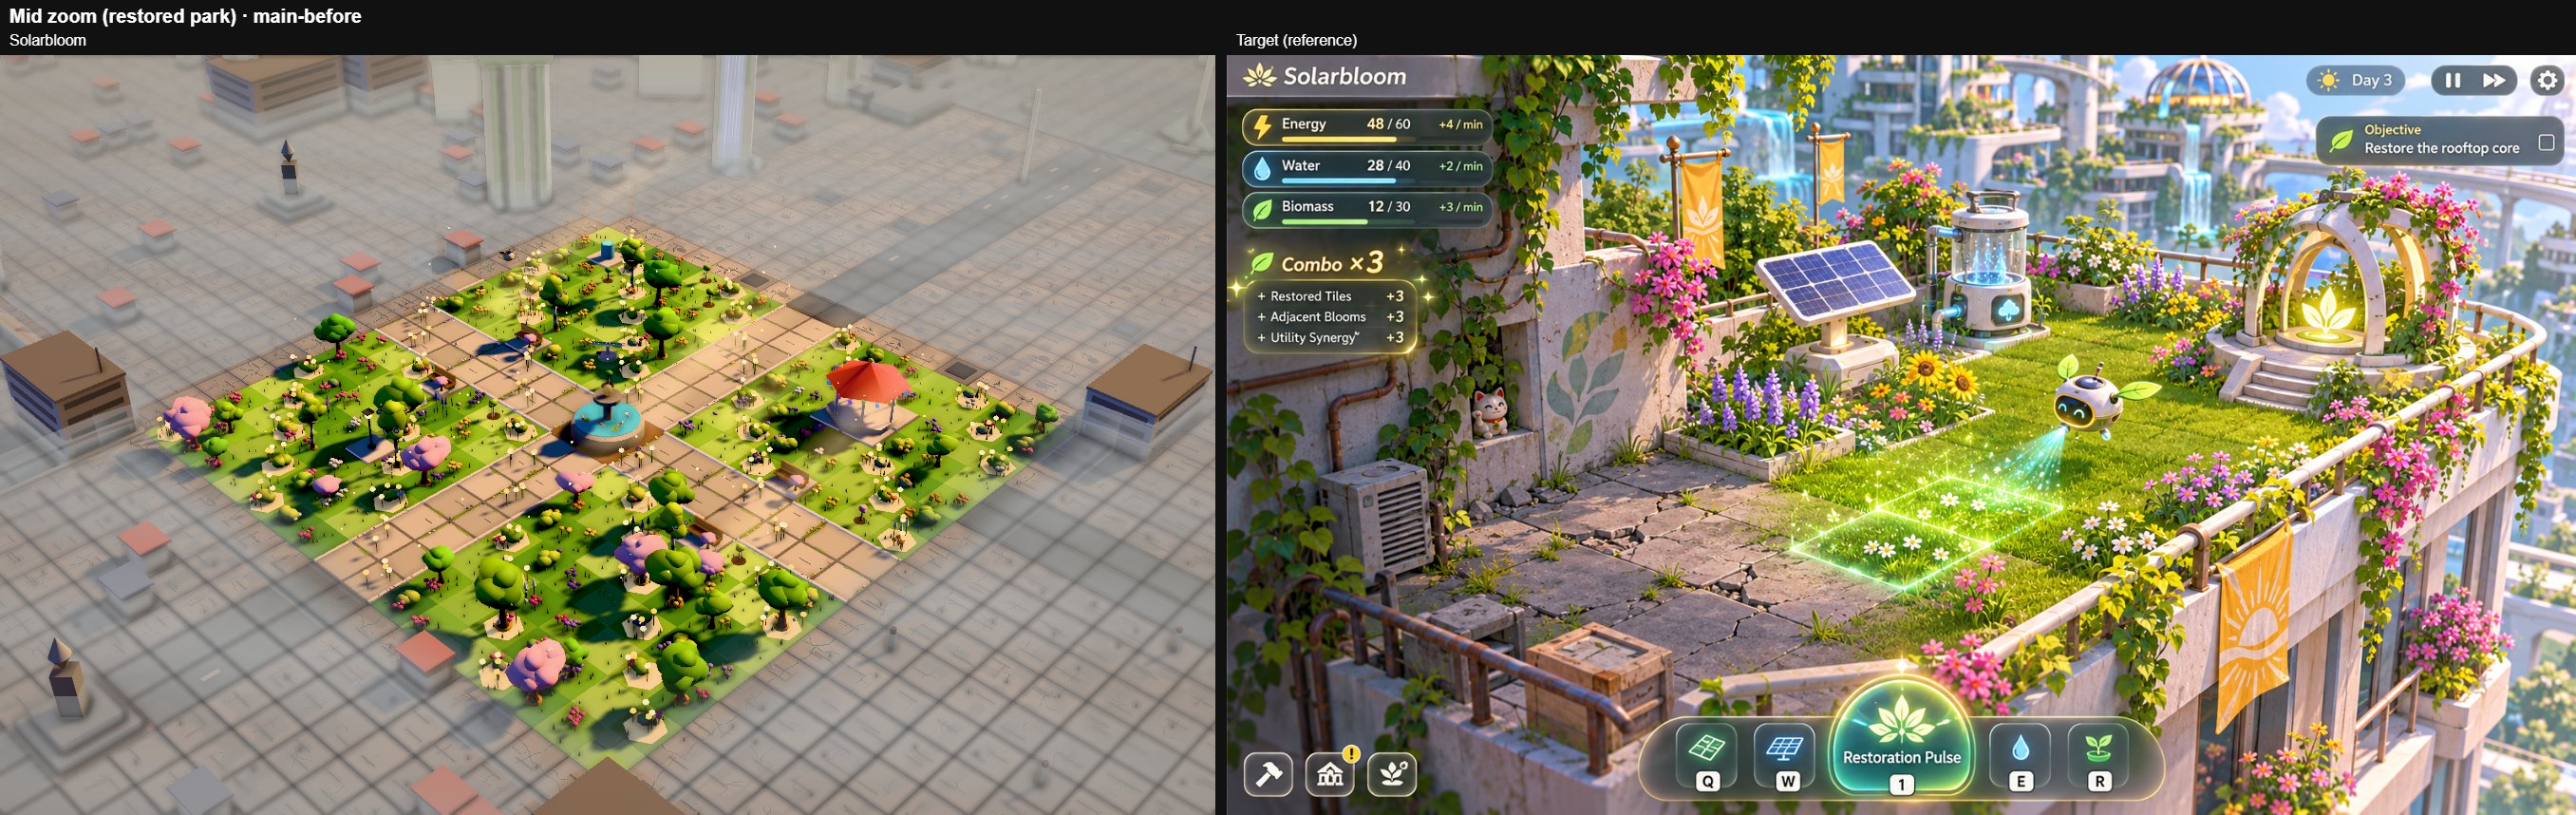 Mid zoom (restored park) · main-before
Solarbloom
Target (reference)
Solarbloom
Day 3
Energy 48 / 60 +4 / min
Water 28 / 40 +2 / min
Biomass 12 / 30 +3 / min
Objective
Restore the rooftop core
Combo ×3
+ Restored Tiles +3
+ Adjacent Blooms +3
+ Utility Synergy +3
!
Restoration Pulse
Q W 1 E R